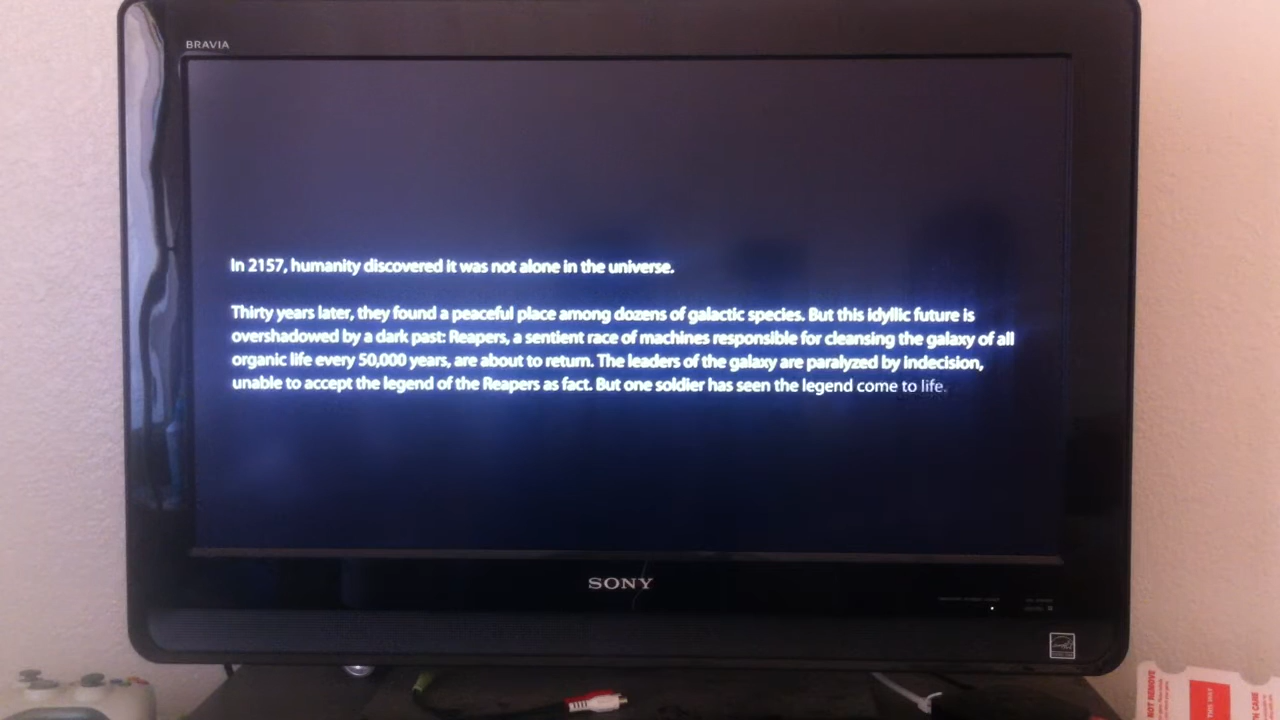 BRAVIA
In 2157, humanity discovered it was not alone in the universe.
Thirty years later, they found a peaceful place among dozens of galactic species. But this idyllic future is
overshadowed by a dark past: Reapers, a sentient race of machines responsible for cleansing the galaxy of all
organic life every 50,000 years, are about to return. The leaders of the galaxy are paralyzed by indecision,
unable to accept the legend of the Reapers as fact. But one soldier has seen the legend come to life.
SONY